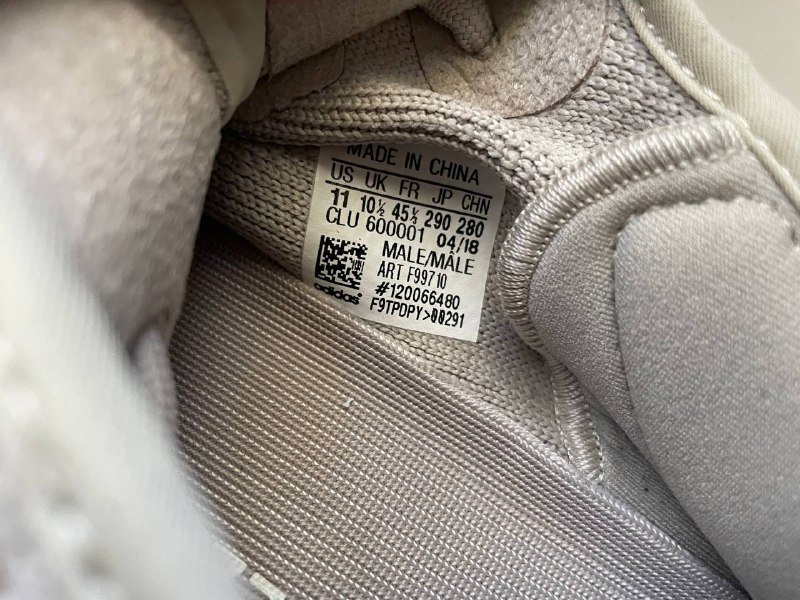 MADE IN CHINA
US UK FR JP CHN
11 10½ 45⅓ 290 280
CLU 600001 04/18
MALE/MÂLE
ART F99710
#120066480
adidas®
F9TPDPY>00291